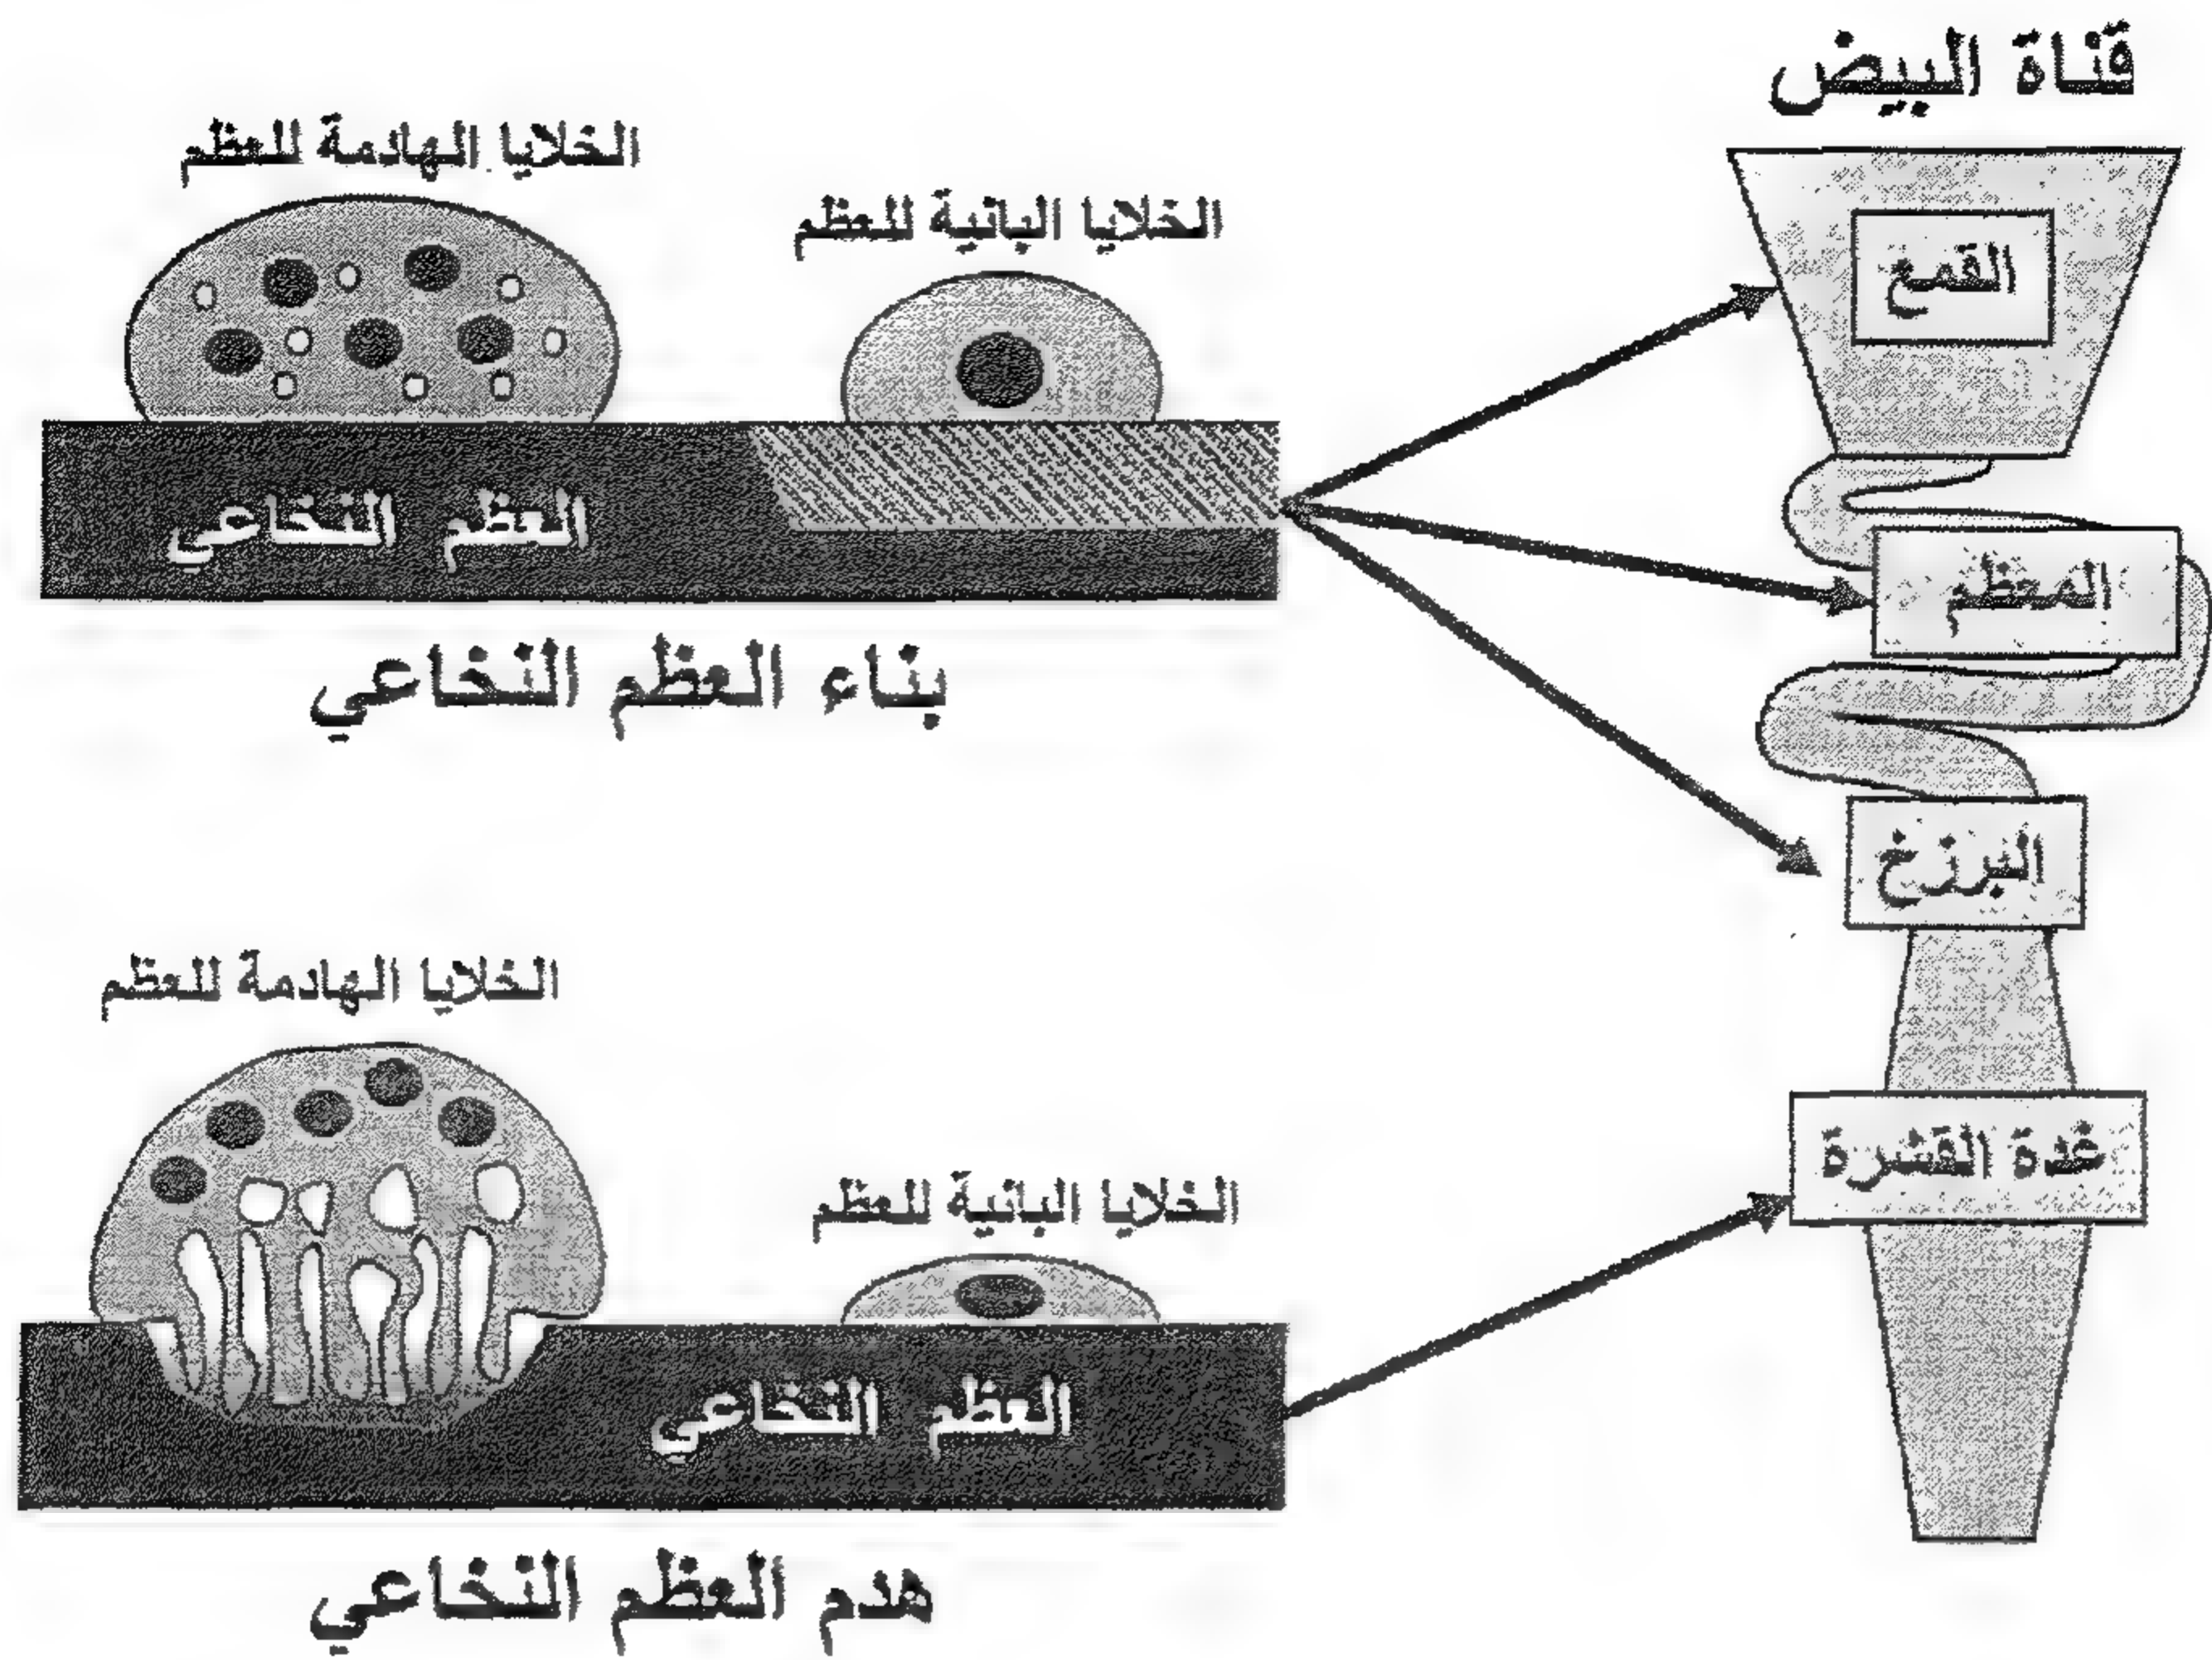 قناة البيض
القمع
المعظم
البرزخ
غدة القشرة
الخلايا الهادمة للعظم
الخلايا البانية للعظم
العظم النخاعي
بناء العظم النخاعي
الخلايا الهادمة للعظم
الخلايا البانية للعظم
العظم النخاعي
هدم العظم النخاعي